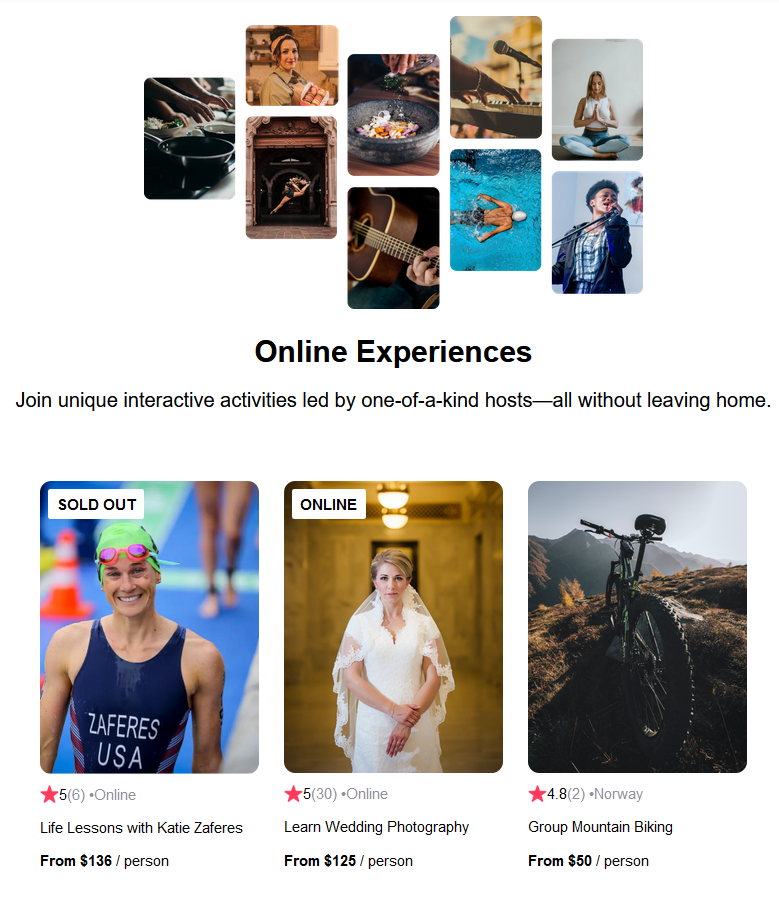 Online Experiences
Join unique interactive activities led by one-of-a-kind hosts—all without leaving home.
SOLD OUT
ZAFERES
USA
5(6) •Online
Life Lessons with Katie Zaferes
From $136 / person
ONLINE
5(30) •Online
Learn Wedding Photography
From $125 / person
4.8(2) •Norway
Group Mountain Biking
From $50 / person